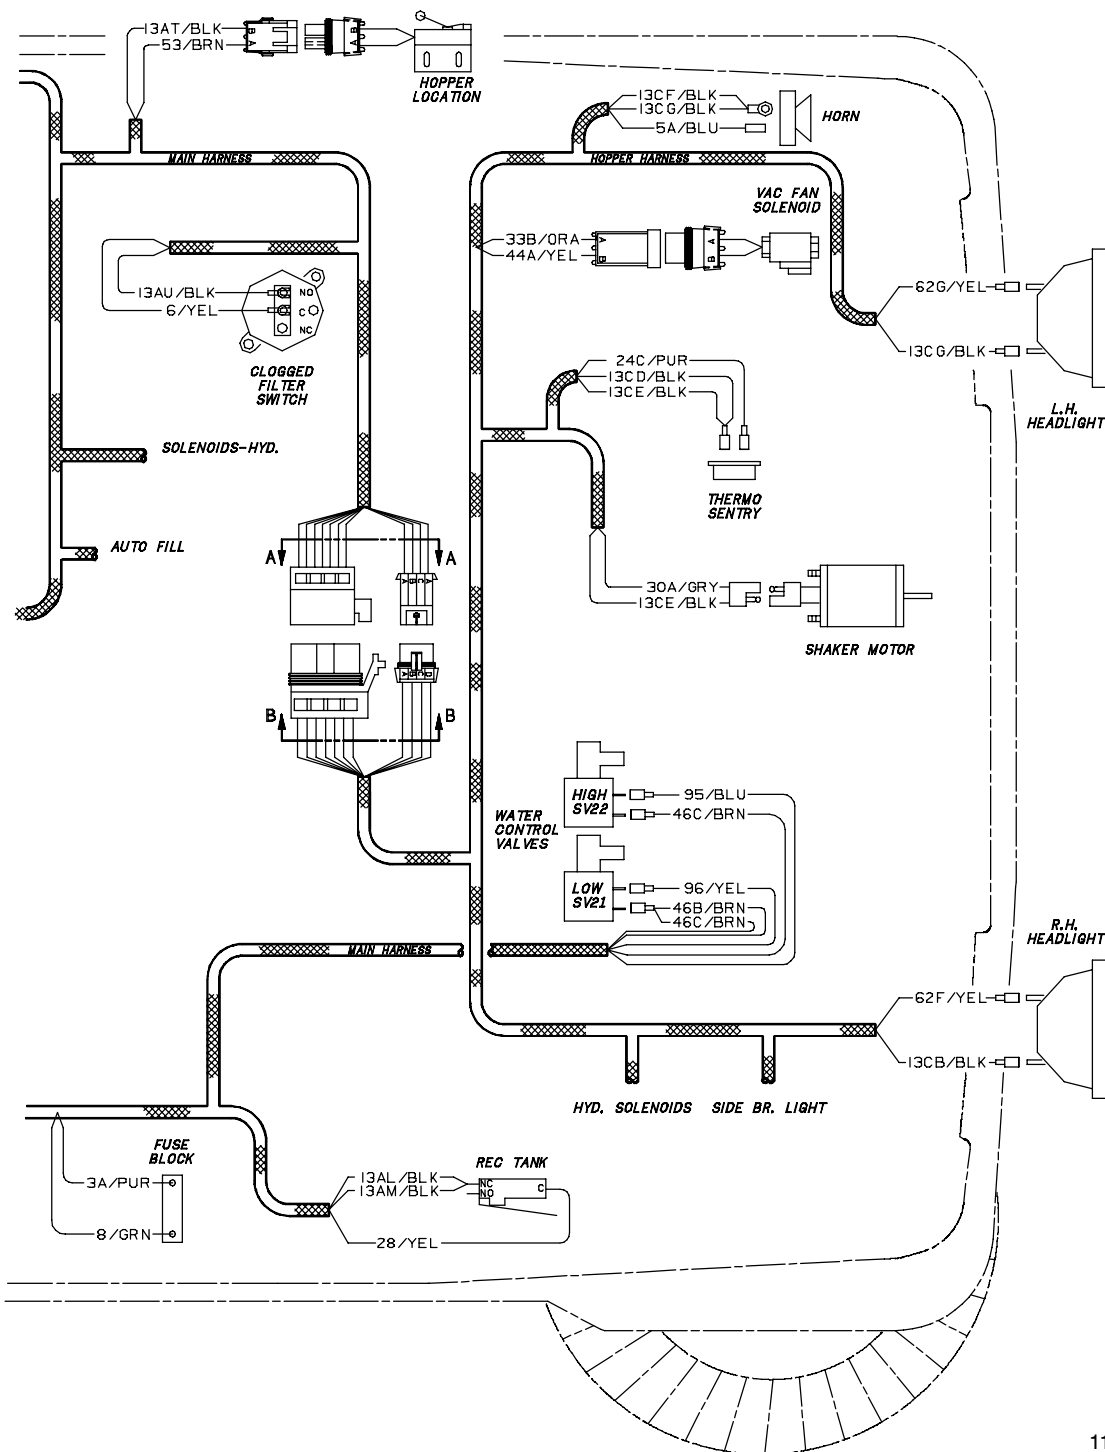 13AT/BLK
53/BRN
B
A
B
A
HOPPER
LOCATION
13CF/BLK
13CG/BLK
5A/BLU
HORN
MAIN HARNESS
HOPPER HARNESS
VAC FAN
SOLENOID
33B/ORA
44A/YEL
A
B
A
B
13AU/BLK
6/YEL
NO
C
NC
CLOGGED
FILTER
SWITCH
62G/YEL
13CG/BLK
L.H.
HEADLIGHT
24C/PUR
13CD/BLK
13CE/BLK
THERMO
SENTRY
SOLENOIDS-HYD.
AUTO FILL
A
A
30A/GRY
13CE/BLK
SHAKER MOTOR
B
B
HIGH
SV22
95/BLU
46C/BRN
WATER
CONTROL
VALVES
LOW
SV21
96/YEL
46B/BRN
46C/BRN
R.H.
HEADLIGHT
MAIN HARNESS
62F/YEL
13CB/BLK
HYD. SOLENOIDS
SIDE BR. LIGHT
FUSE
BLOCK
3A/PUR
8/GRN
REC TANK
13AL/BLK
13AM/BLK
NC
NO
C
28/YEL
11